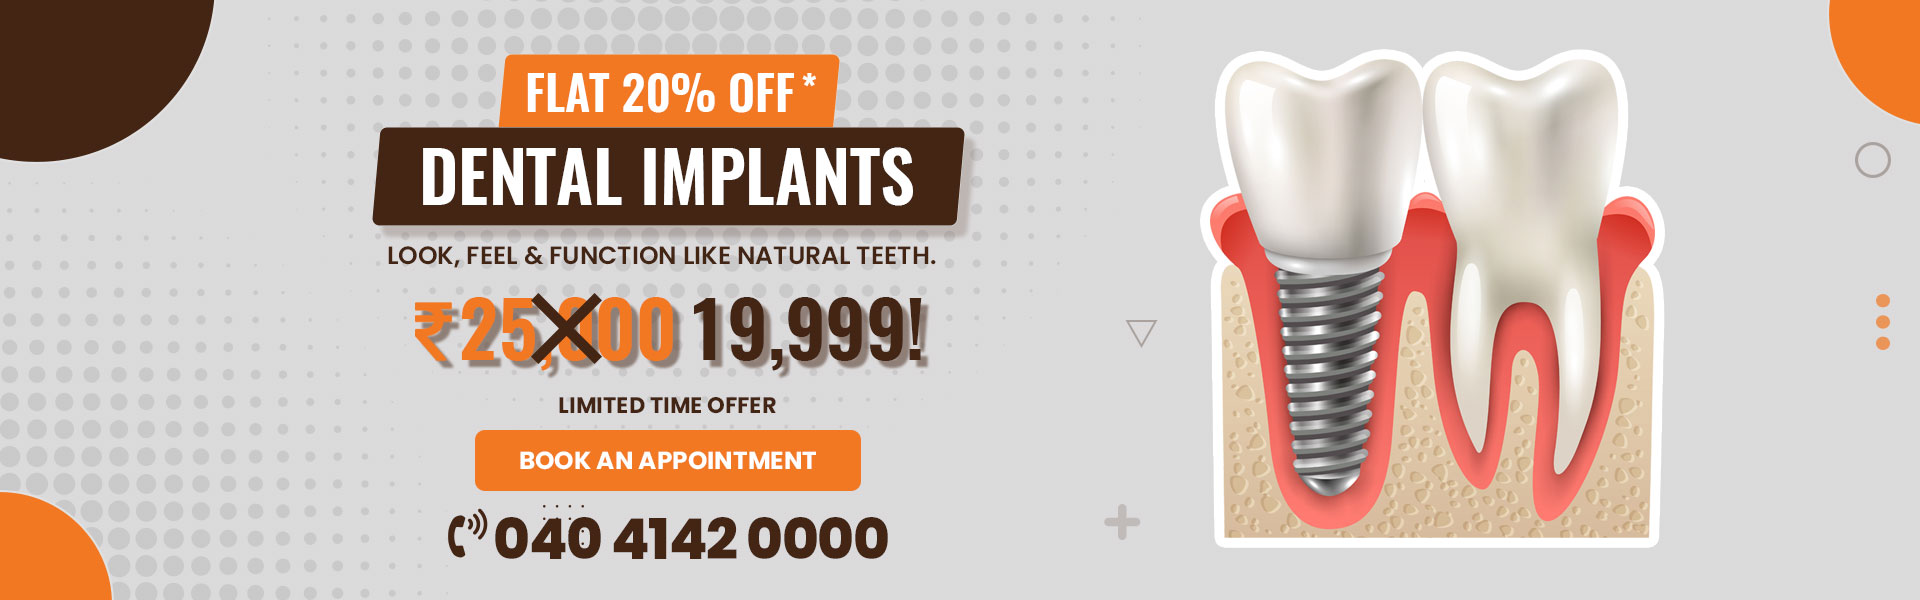 FLAT 20% OFF*
DENTAL IMPLANTS
LOOK, FEEL & FUNCTION LIKE NATURAL TEETH.
₹25,000 19,999!
LIMITED TIME OFFER
BOOK AN APPOINTMENT
040 4142 0000